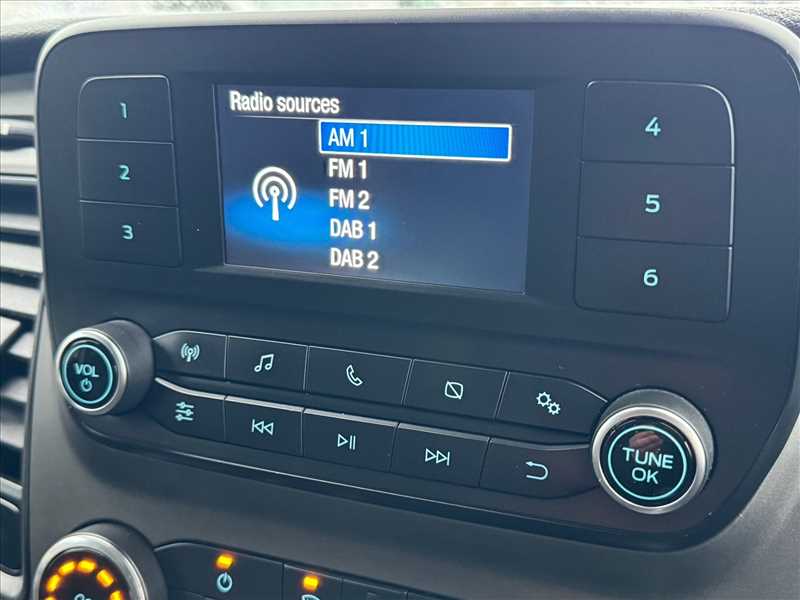 Radio sources
AM 1
FM 1
FM 2
DAB 1
DAB 2
1
2
3
4
5
6
VOL
TUNE
OK